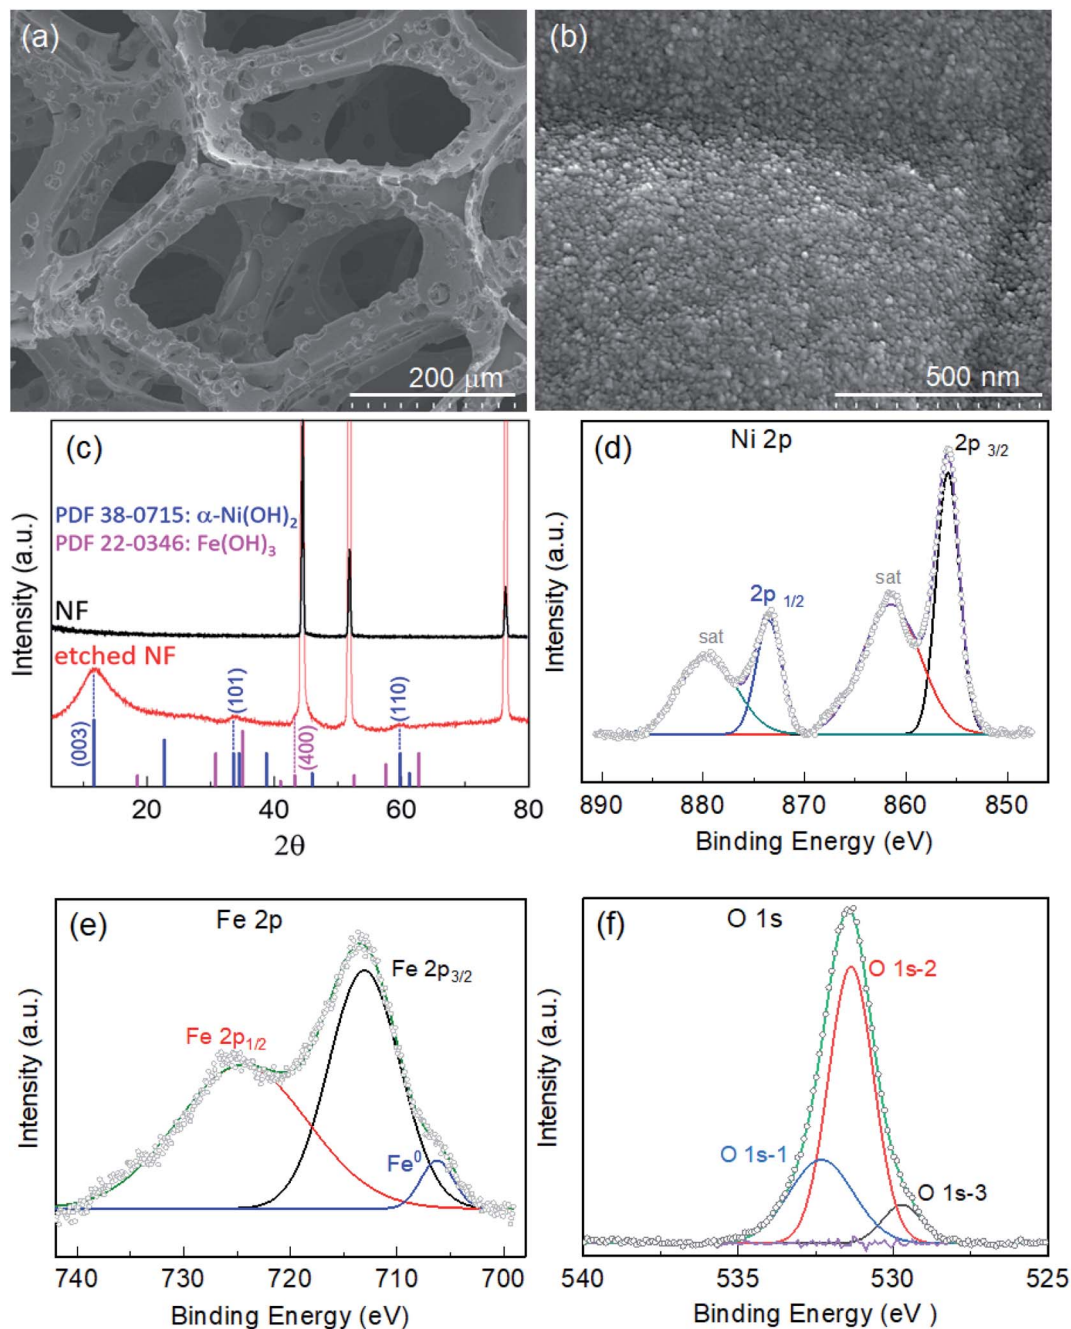 (a)
200 μm
(b)
500 nm
(c)
PDF 38-0715: α-Ni(OH)₂
PDF 22-0346: Fe(OH)₃
NF
etched NF
(003)
(101)
(400)
(110)
Intensity (a.u.)
20 40 60 80
2θ
(d)
Ni 2p
2p 3/2
sat
2p 1/2
sat
Intensity (a.u.)
890 880 870 860 850
Binding Energy (eV)
(e)
Fe 2p
Fe 2p₃/₂
Fe 2p₁/₂
Fe⁰
Intensity (a.u.)
740 730 720 710 700
Binding Energy (eV)
(f)
O 1s
O 1s-2
O 1s-1
O 1s-3
Intensity (a.u.)
540 535 530 525
Binding Energy (eV )